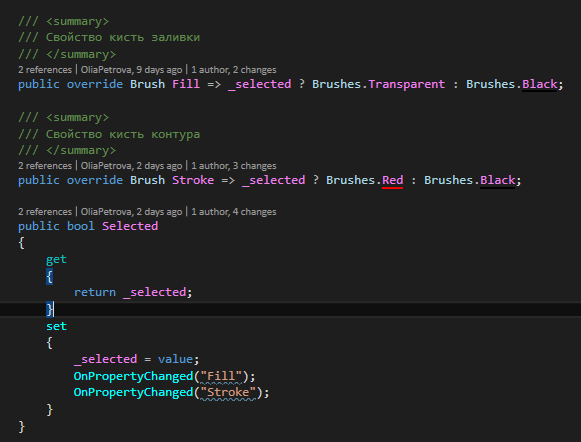 /// <summary>
/// Свойство кисть заливки
/// </summary>
2 references | OliaPetrova, 9 days ago | 1 author, 2 changes
public override Brush Fill => _selected ? Brushes.Transparent : Brushes.Black;
/// <summary>
/// Свойство кисть контура
/// </summary>
2 references | OliaPetrova, 2 days ago | 1 author, 3 changes
public override Brush Stroke => _selected ? Brushes.Red : Brushes.Black;
2 references | OliaPetrova, 2 days ago | 1 author, 4 changes
public bool Selected
{
get
{
return _selected;
}
set
{
_selected = value;
OnPropertyChanged("Fill");
OnPropertyChanged("Stroke");
}
}